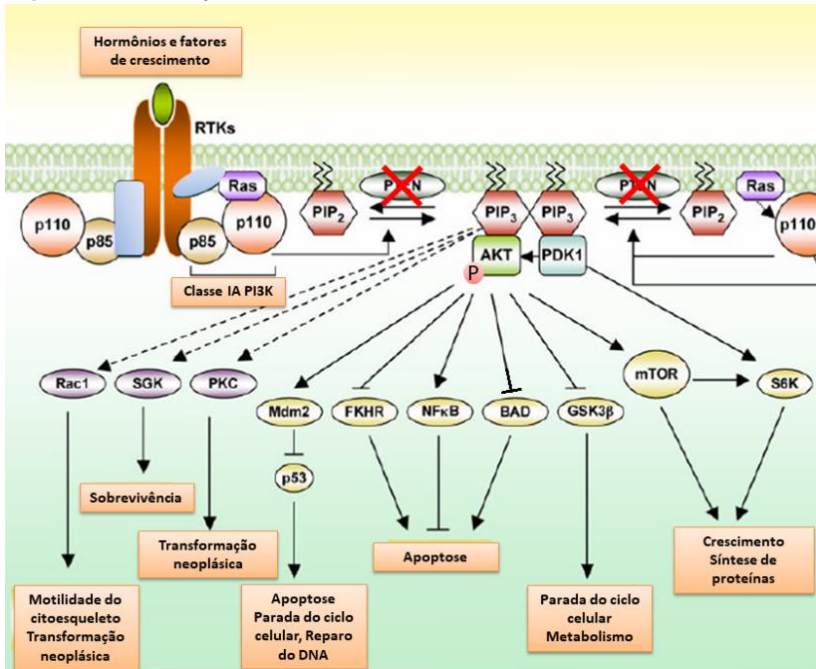 Hormônios e fatores
de crescimento
RTKs
Ras
p110
p85
p85
p110
Classe IA PI3K
PIP2
PIP3
PIP3
AKT
PDK1
P
PIP2
Ras
p110
Rac1
SGK
PKC
Mdm2
FKHR
NFκB
BAD
GSK3β
mTOR
S6K
p53
Sobrevivência
Transformação
neoplásica
Apoptose
Crescimento
Síntese de
proteínas
Motilidade do
citoesqueleto
Transformação
neoplásica
Apoptose
Parada do ciclo
celular, Reparo
do DNA
Parada do ciclo
celular
Metabolismo